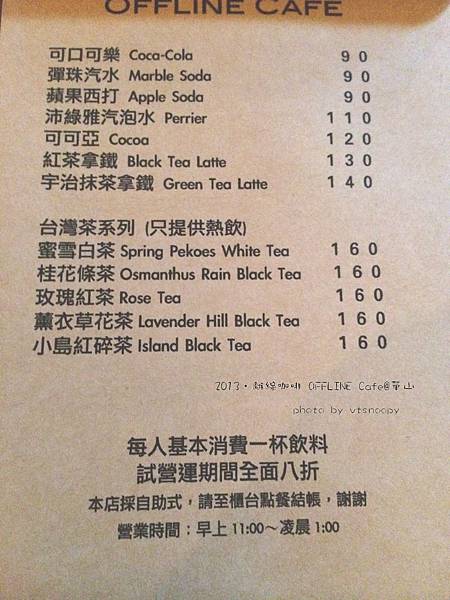 OFFLINE CAFE
可口可樂 Coca-Cola 90
彈珠汽水 Marble Soda 90
蘋果西打 Apple Soda 90
沛綠雅汽泡水 Perrier 110
可可亞 Cocoa 120
紅茶拿鐵 Black Tea Latte 130
宇治抹茶拿鐵 Green Tea Latte 140
台灣茶系列 (只提供熱飲)
蜜雪白茶 Spring Pekoes White Tea 160
桂花條茶 Osmanthus Rain Black Tea 160
玫瑰紅茶 Rose Tea 160
薰衣草花茶 Lavender Hill Black Tea 160
小島紅碎茶 Island Black Tea 160
2013·離線咖啡 OFFLINE Cafe@華山
photo by vtsnoopy
每人基本消費一杯飲料
試營運期間全面八折
本店採自助式，請至櫃台點餐結帳，謝謝
營業時間：早上 11:00～凌晨 1:00